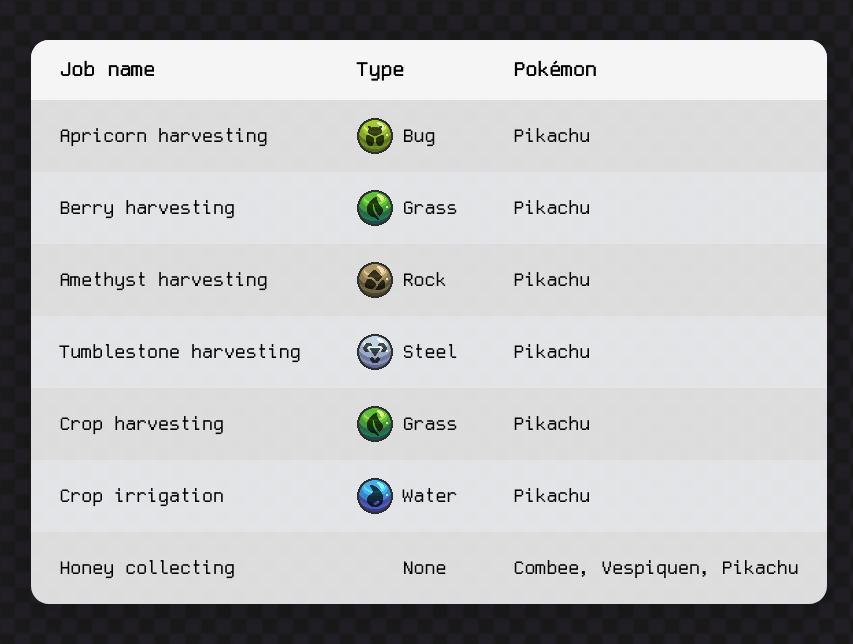 Job name Type Pokémon
Apricorn harvesting Bug Pikachu
Berry harvesting Grass Pikachu
Amethyst harvesting Rock Pikachu
Tumblestone harvesting Steel Pikachu
Crop harvesting Grass Pikachu
Crop irrigation Water Pikachu
Honey collecting None Combee, Vespiquen, Pikachu